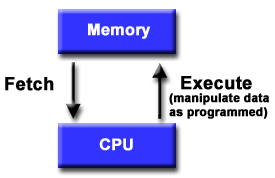 Memory
Fetch
Execute
(manipulate data
as programmed)
CPU